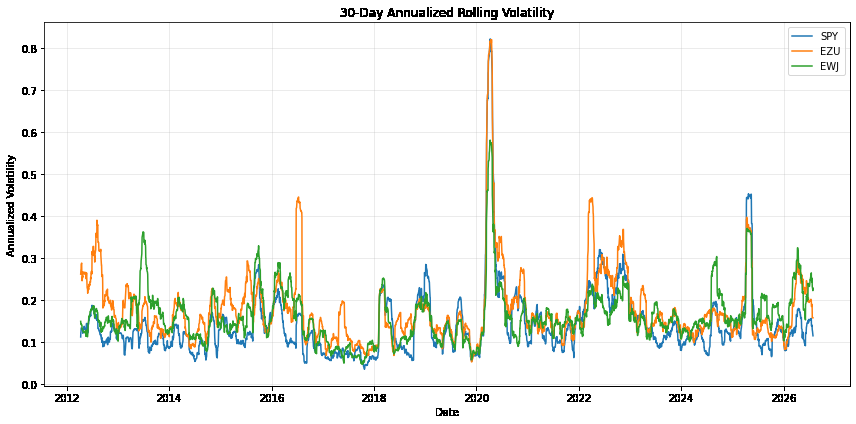 30-Day Annualized Rolling Volatility
SPY
EZU
EWJ
Annualized Volatility
0.8
0.7
0.6
0.5
0.4
0.3
0.2
0.1
0.0
2012 2014 2016 2018 2020 2022 2024 2026
Date